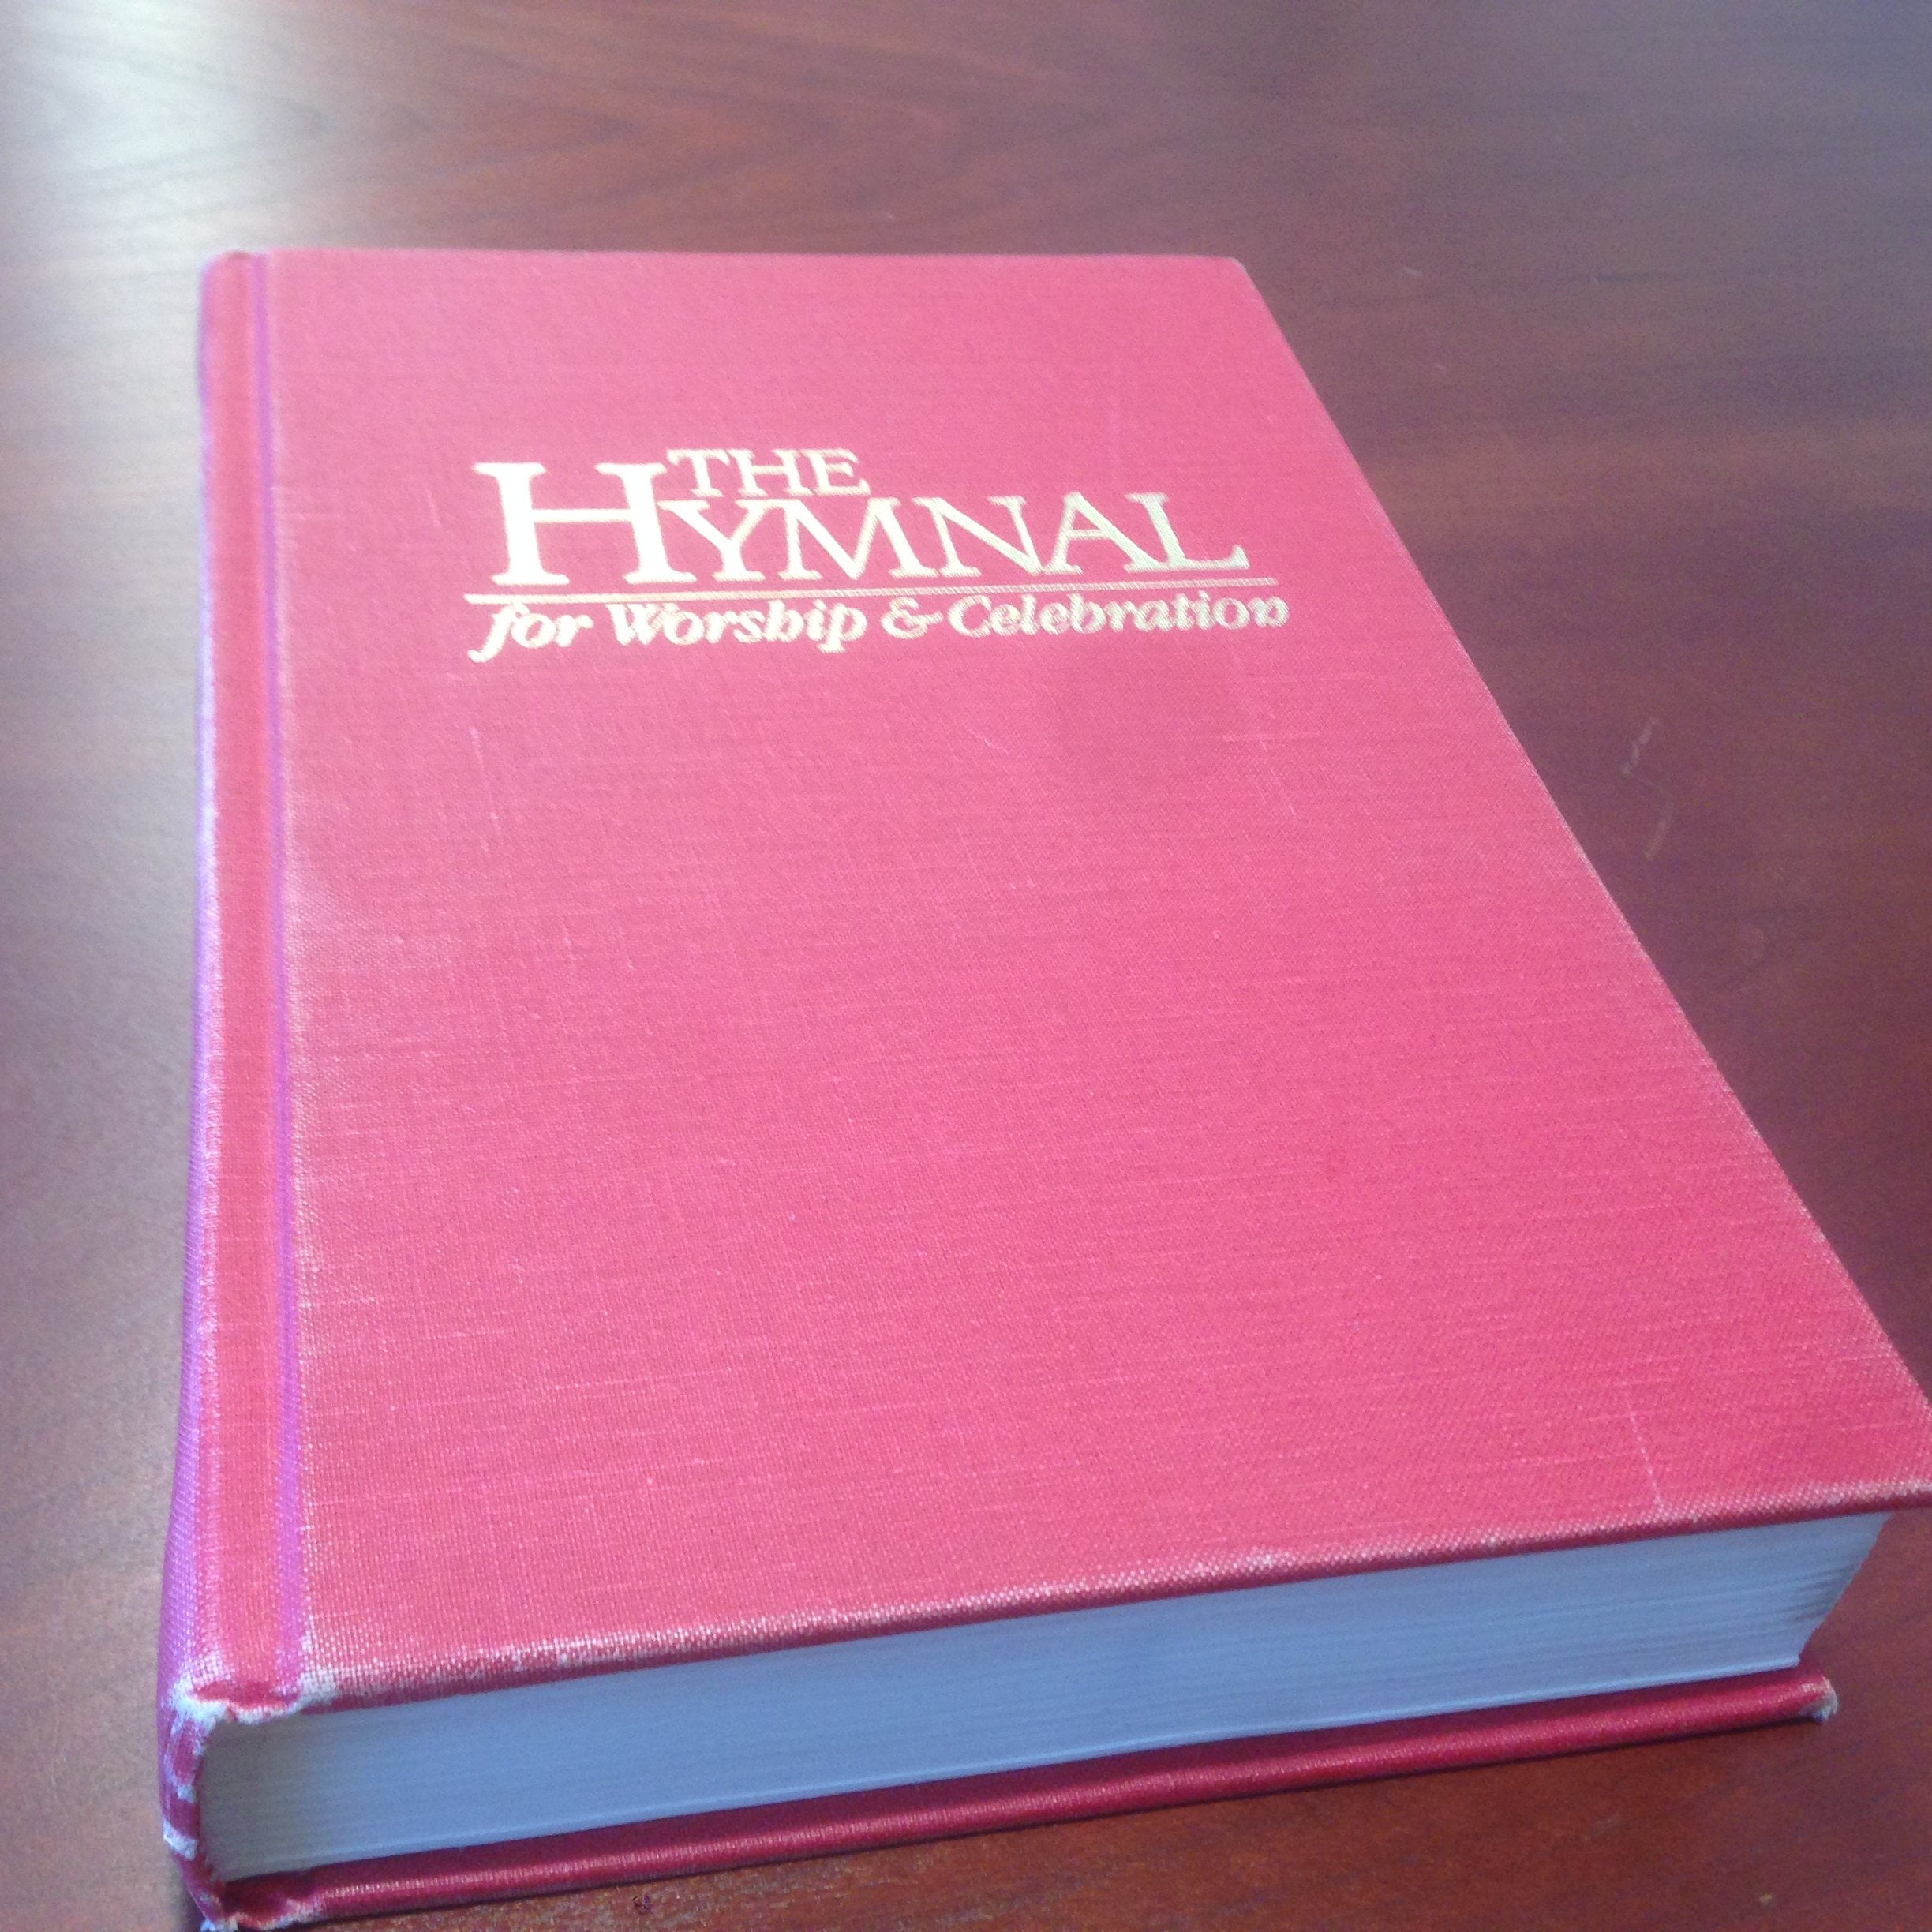 THE
HYMNAL
for Worship & Celebration